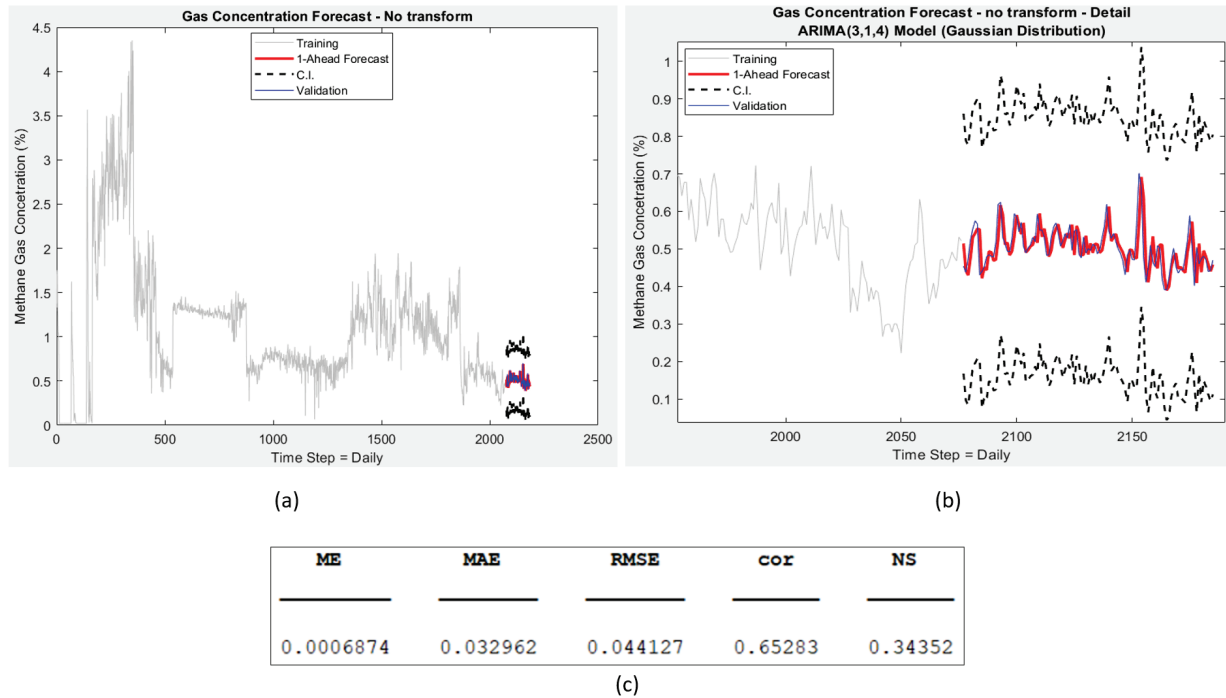 Gas Concentration Forecast - No transform
Training
1-Ahead Forecast
C.I.
Validation
Methane Gas Concetration (%)
4.5
4
3.5
3
2.5
2
1.5
1
0.5
0
0 500 1000 1500 2000 2500
Time Step = Daily
(a)
Gas Concentration Forecast - no transform - Detail
ARIMA(3,1,4) Model (Gaussian Distribution)
Training
1-Ahead Forecast
C.I.
Validation
Methane Gas Concetration (%)
1
0.9
0.8
0.7
0.6
0.5
0.4
0.3
0.2
0.1
2000 2050 2100 2150
Time Step = Daily
(b)
ME MAE RMSE cor NS
0.0006874 0.032962 0.044127 0.65283 0.34352
(c)